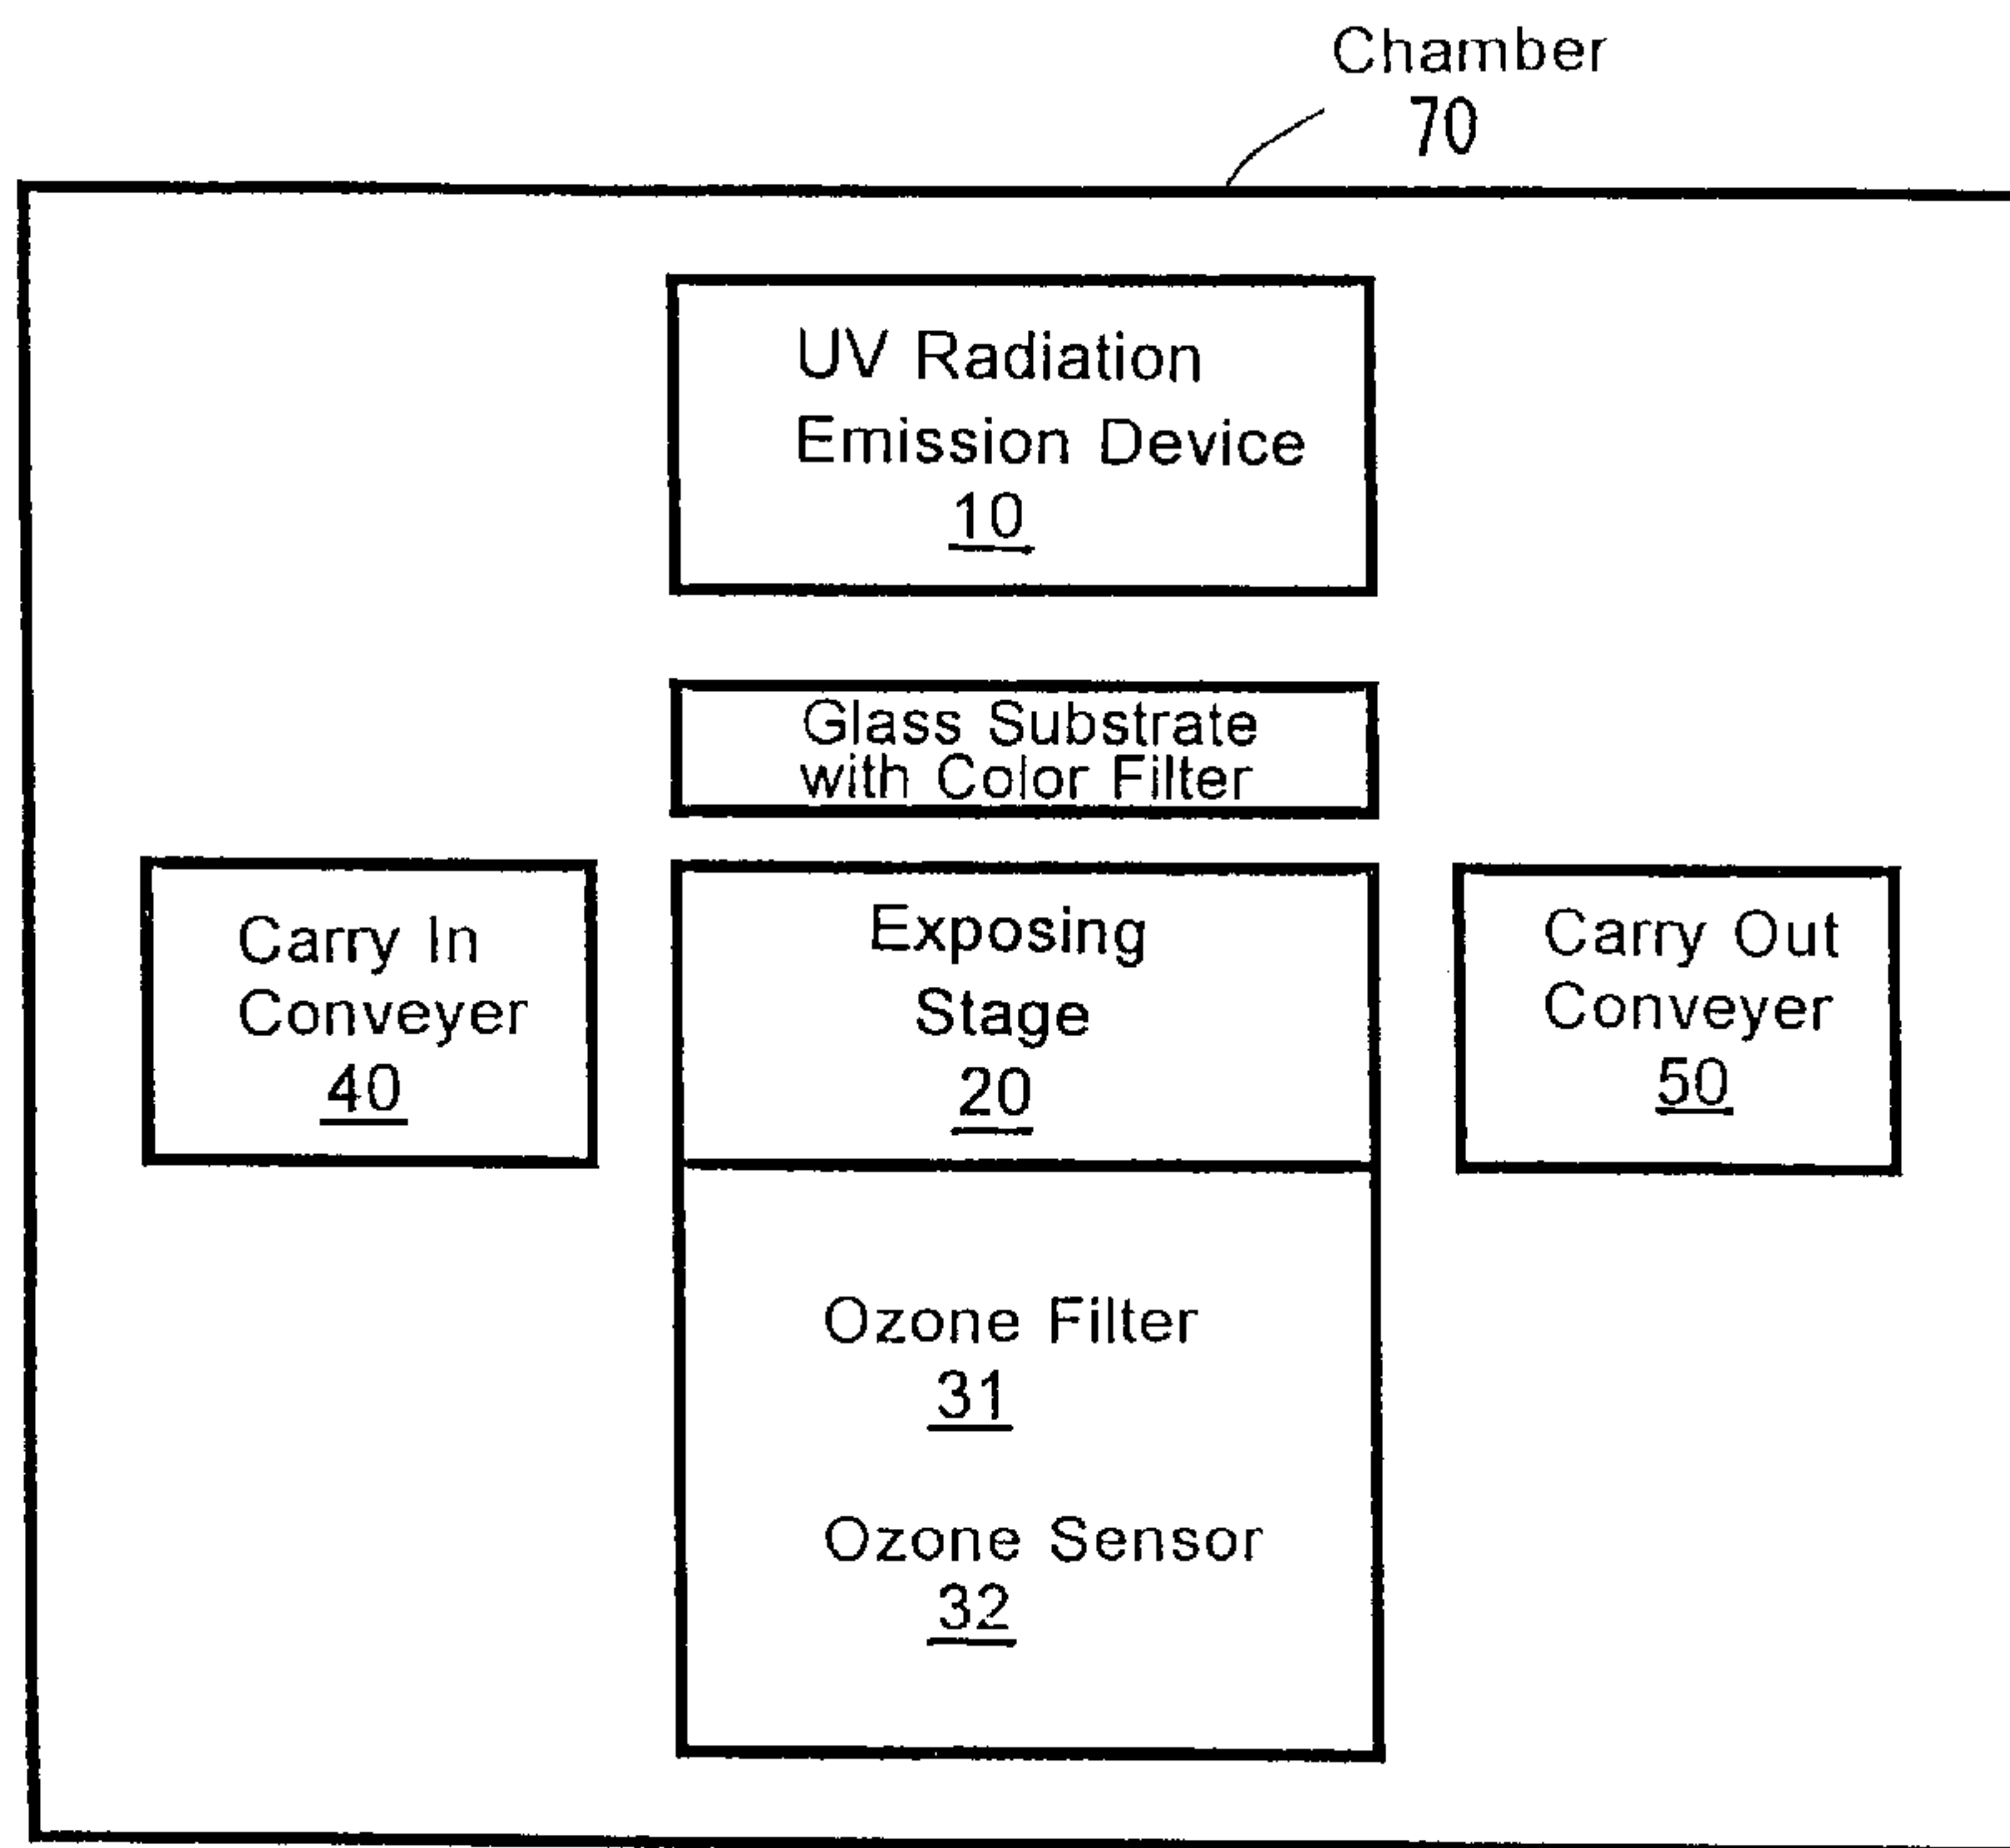 Chamber
70
UV Radiation
Emission Device
10
Glass Substrate
with Color Filter
Carry In
Conveyer
40
Exposing
Stage
20
Carry Out
Conveyer
50
Ozone Filter
31
Ozone Sensor
32